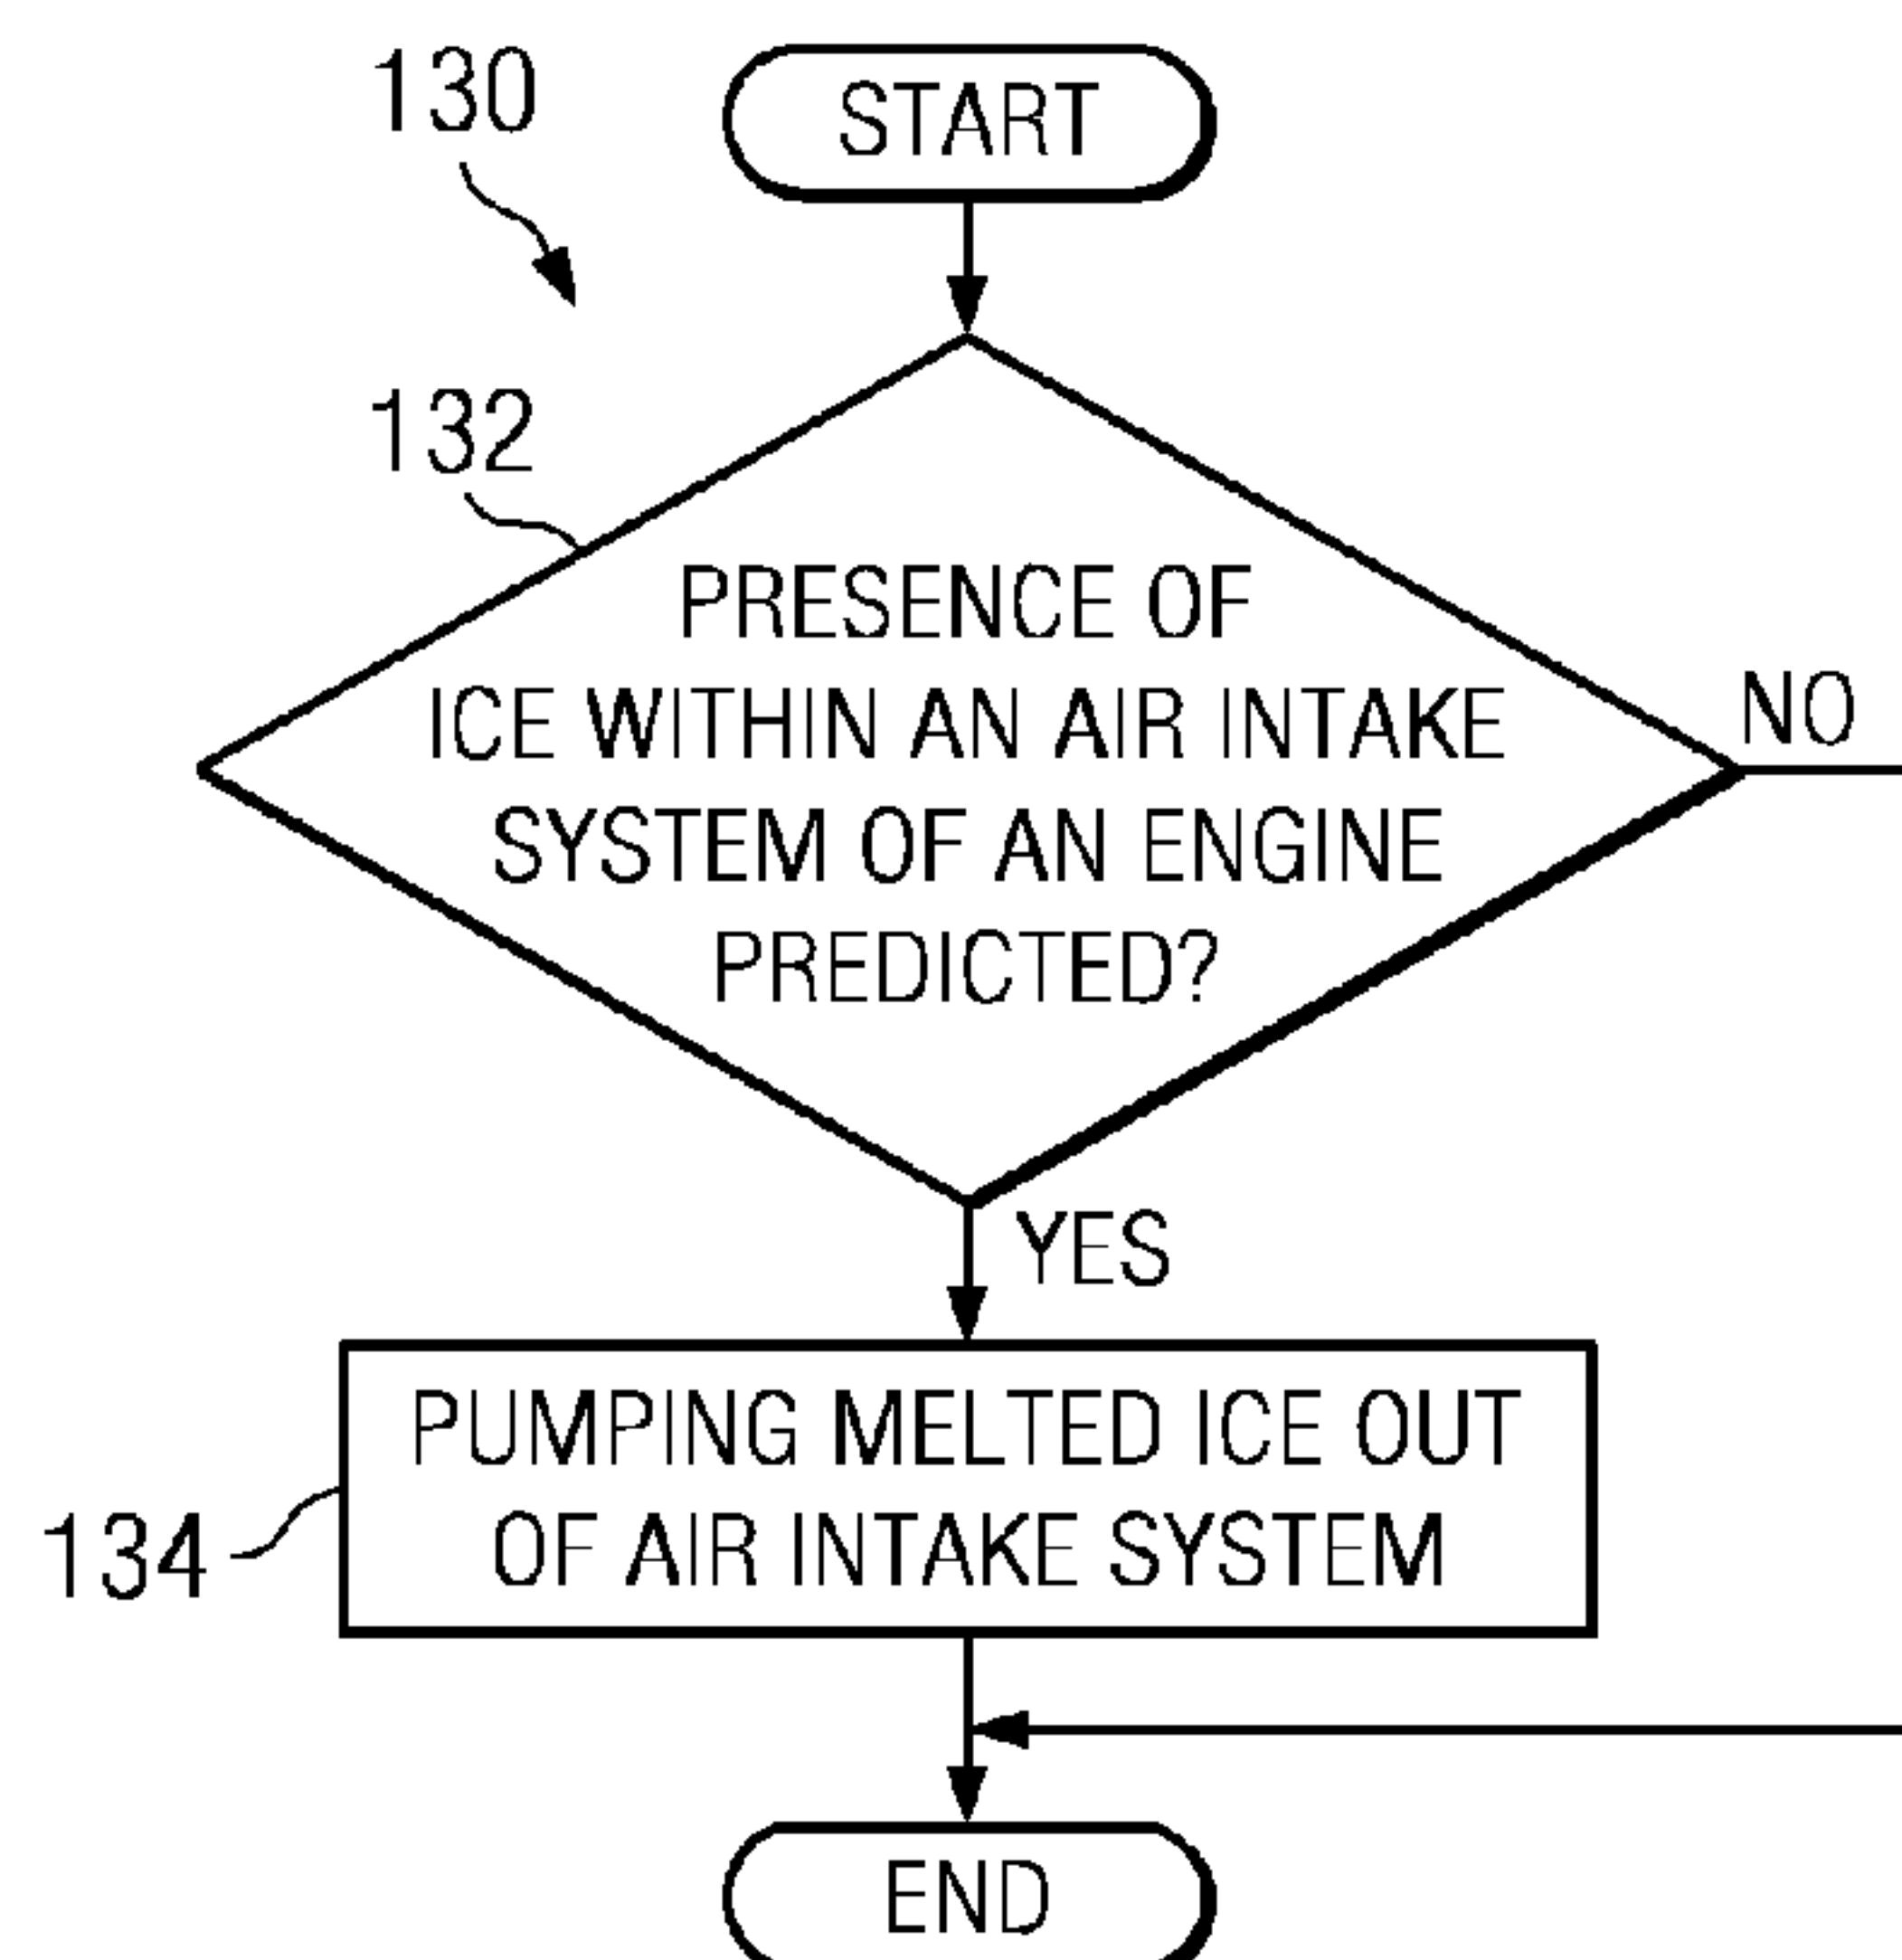 130
START
132
PRESENCE OF
ICE WITHIN AN AIR INTAKE
SYSTEM OF AN ENGINE
PREDICTED?
NO
YES
PUMPING MELTED ICE OUT
OF AIR INTAKE SYSTEM
134
END